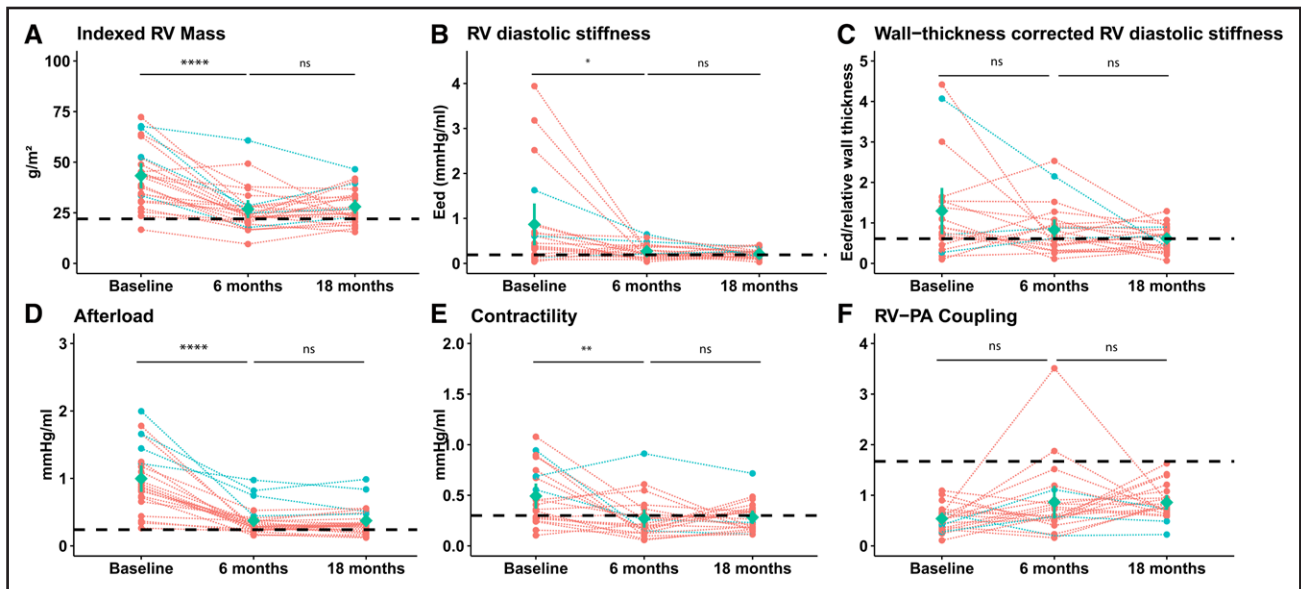 A Indexed RV Mass
g/m²
100
75
50
25
0
**** ns
Baseline 6 months 18 months
B RV diastolic stiffness
Eed (mmHg/ml)
4
3
2
1
0
* ns
Baseline 6 months 18 months
C Wall-thickness corrected RV diastolic stiffness
Eed/relative wall thickness
5
4
3
2
1
0
ns ns
Baseline 6 months 18 months
D Afterload
mmHg/ml
3
2
1
0
**** ns
Baseline 6 months 18 months
E Contractility
mmHg/ml
2.0
1.5
1.0
0.5
0.0
** ns
Baseline 6 months 18 months
F RV-PA Coupling
4
3
2
1
0
ns ns
Baseline 6 months 18 months